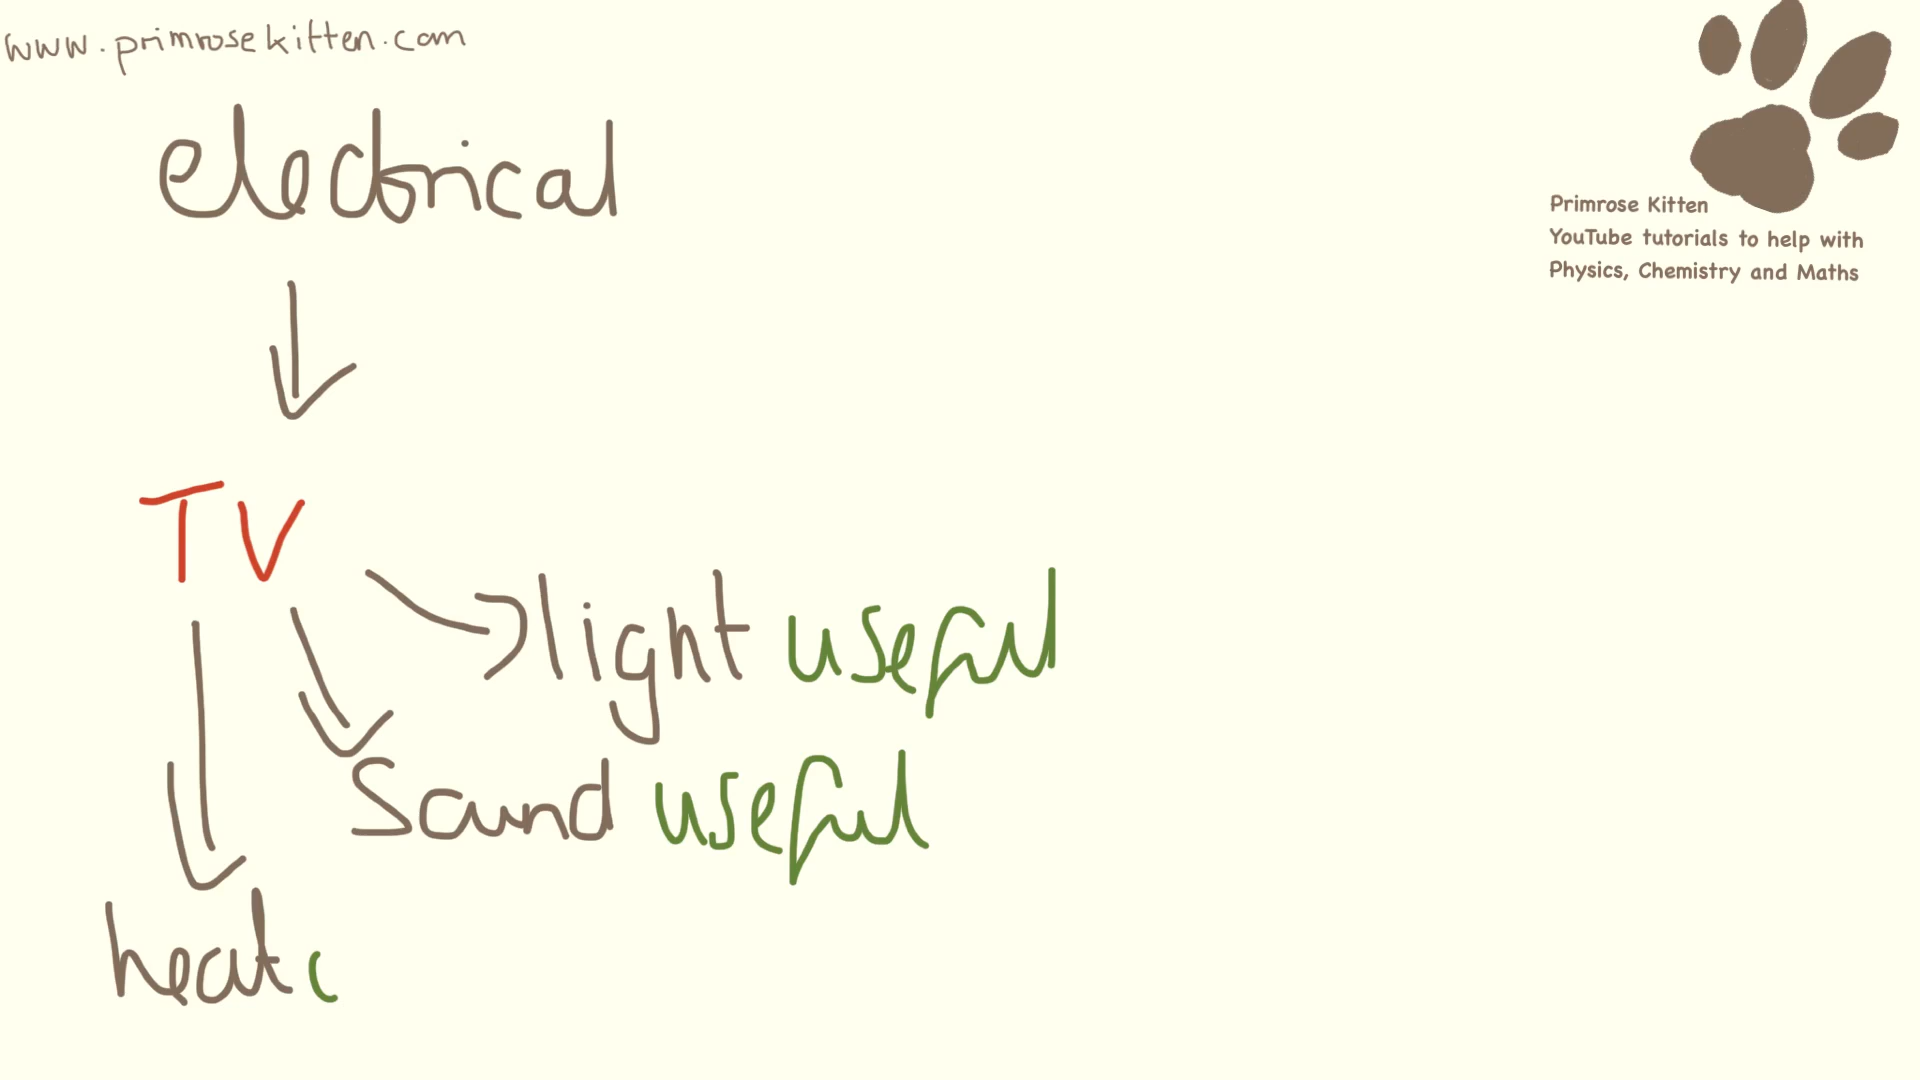 www.primrosekitten.com
electrical
Primrose Kitten
YouTube tutorials to help with
Physics, Chemistry and Maths
TV
light useful
Sound useful
heat